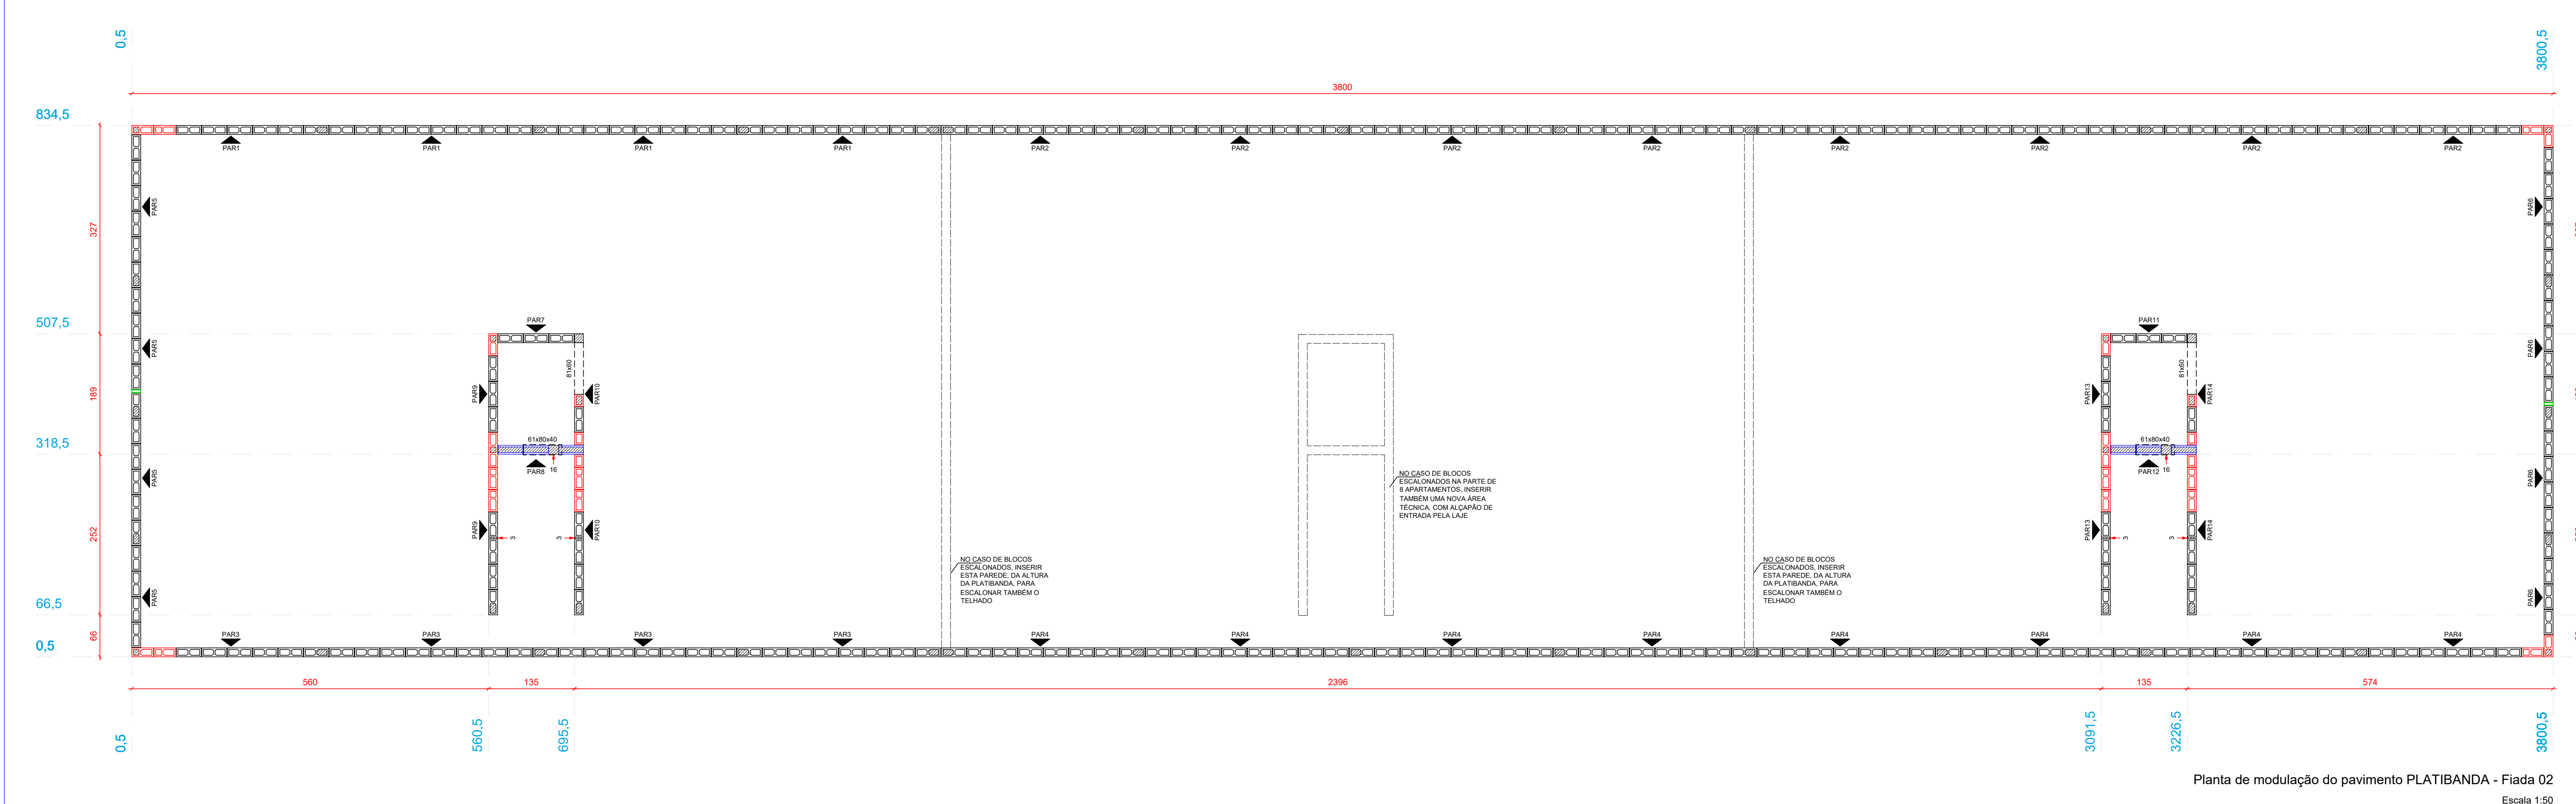 0,5
3800,5
3800
834,5
PAR1 PAR1 PAR1 PAR1 PAR2 PAR2 PAR2 PAR2 PAR2 PAR2 PAR2 PAR2
PAR5
PAR6
327
507,5
PAR7
PAR11
PAR5
PAR6
81x60
81x60
189
PAR9
PAR10
PAR13
PAR14
318,5
61x80x40
61x80x40
PAR8
16
PAR12
16
PAR5
PAR6
NO CASO DE BLOCOS
ESCALONADOS NA PARTE DE
8 APARTAMENTOS, INSERIR
TAMBÉM UMA NOVA ÁREA
TÉCNICA, COM ALÇAPÃO DE
ENTRADA PELA LAJE
252
PAR9
3
3
PAR10
PAR13
3
3
PAR14
NO CASO DE BLOCOS
ESCALONADOS, INSERIR
ESTA PAREDE, DA ALTURA
DA PLATIBANDA, PARA
ESCALONAR TAMBÉM O
TELHADO
NO CASO DE BLOCOS
ESCALONADOS, INSERIR
ESTA PAREDE, DA ALTURA
DA PLATIBANDA, PARA
ESCALONAR TAMBÉM O
TELHADO
PAR5
PAR6
66,5
66
0,5
PAR3 PAR3 PAR3 PAR3 PAR4 PAR4 PAR4 PAR4 PAR4 PAR4 PAR4 PAR4
560 135 2396 135 574
0,5
560,5
695,5
3091,5
3226,5
3800,5
Planta de modulação do pavimento PLATIBANDA - Fiada 02
Escala 1:50